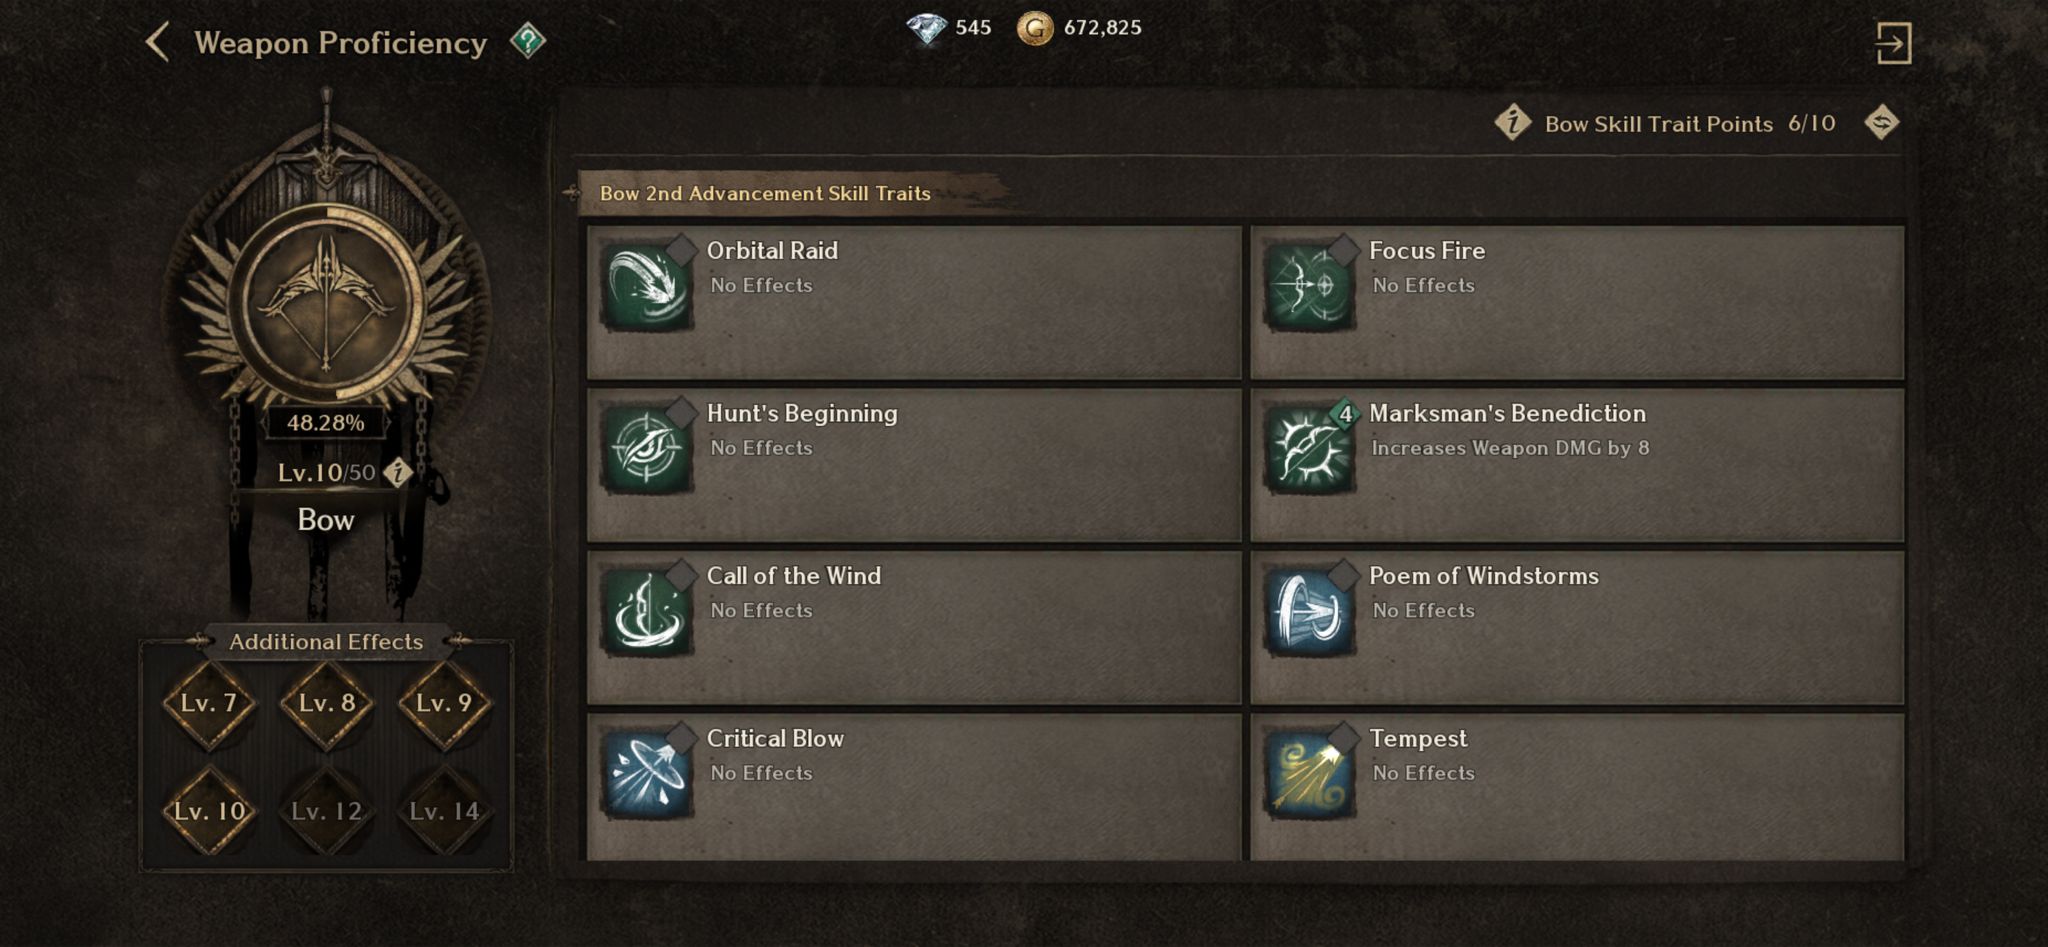 Weapon Proficiency
545
672,825
Bow Skill Trait Points 6/10
Bow 2nd Advancement Skill Traits
Orbital Raid
No Effects
Focus Fire
No Effects
Hunt's Beginning
No Effects
4
Marksman's Benediction
Increases Weapon DMG by 8
Call of the Wind
No Effects
Poem of Windstorms
No Effects
Critical Blow
No Effects
Tempest
No Effects
48.28%
Lv.10/50
Bow
Additional Effects
Lv. 7
Lv. 8
Lv. 9
Lv. 10
Lv. 12
Lv. 14